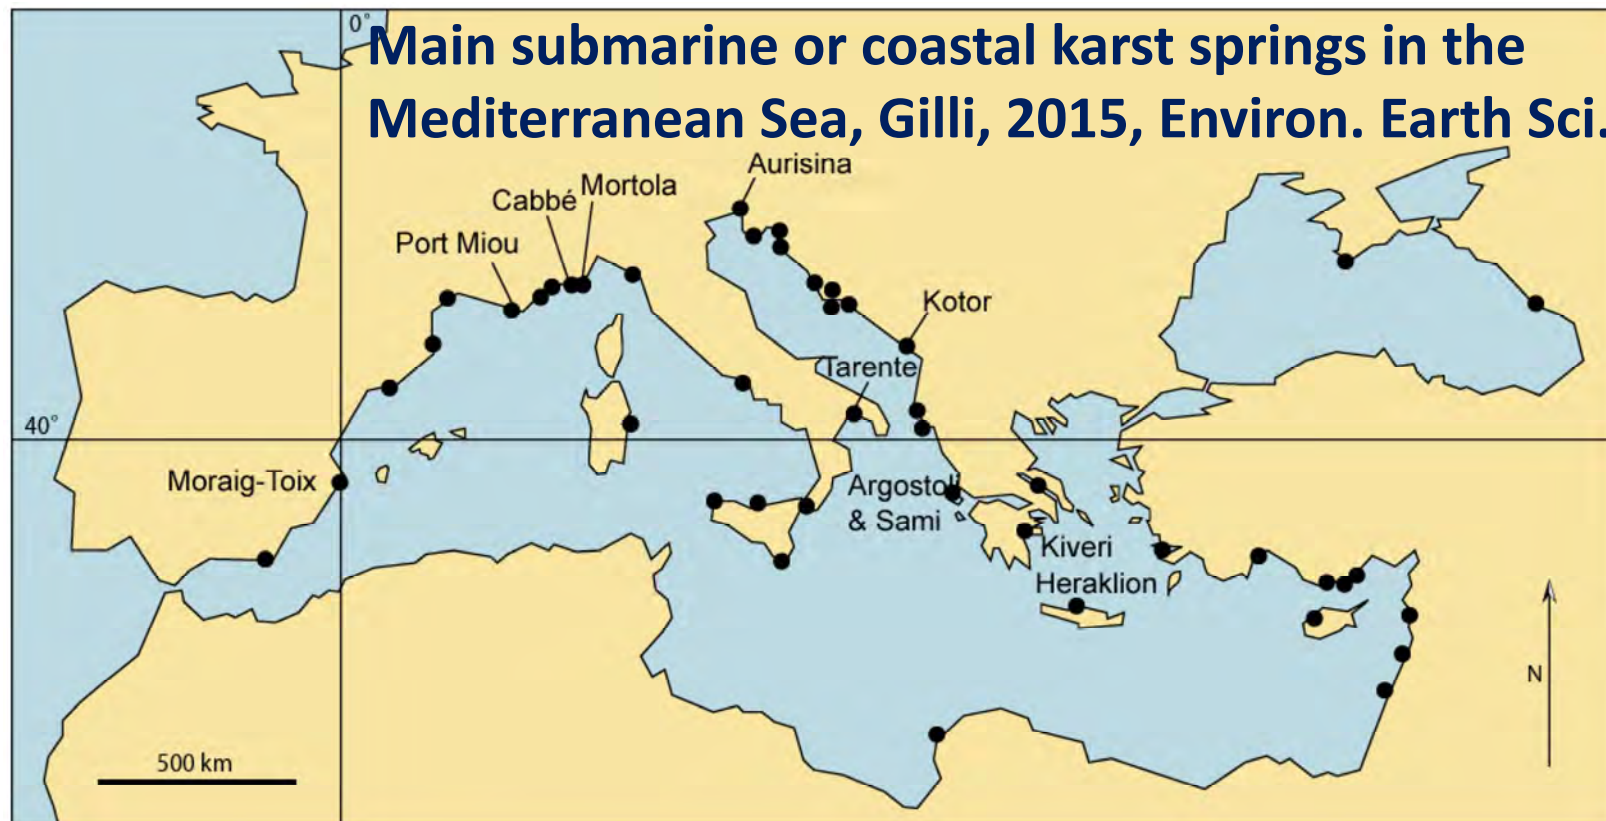 0°
Main submarine or coastal karst springs in the
Mediterranean Sea, Gilli, 2015, Environ. Earth Sci.
Aurisina
Mortola
Cabbé
Port Miou
Kotor
Tarente
40°
Moraig-Toix
Argostoli
& Sami
Kiveri
Heraklion
N
500 km